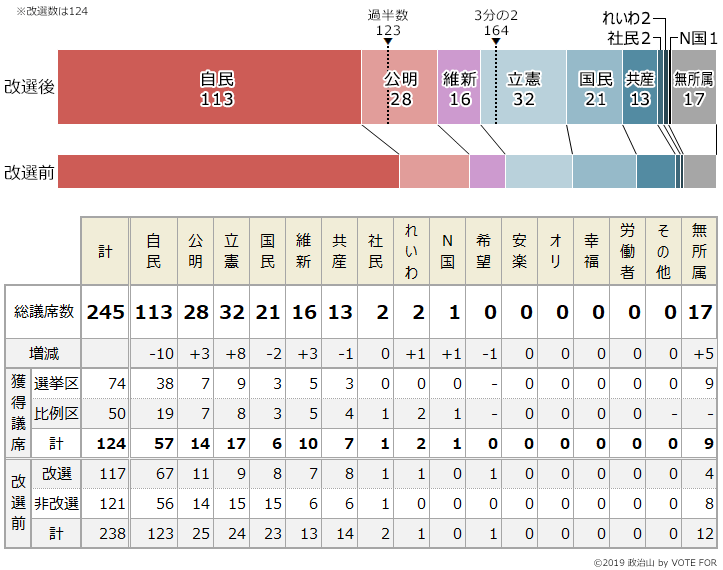 ※改選数は124
過半数 3分の2 れいわ2
123 164 社民2 N国1
改選後 自民 公明 維新 立憲 国民 共産 無所属
113 28 16 32 21 13 17
改選前
計 自民 公明 立憲 国民 維新 共産 社民 れいわ N国 希望 安楽 オリ 幸福 労働者 その他 無所属
総議席数 245 113 28 32 21 16 13 2 2 1 0 0 0 0 0 0 17
増減 -10 +3 +8 -2 +3 -1 0 +1 +1 -1 0 0 0 0 0 +5
獲得議席
選挙区 74 38 7 9 3 5 3 0 0 0 - 0 0 0 0 0 9
比例区 50 19 7 8 3 5 4 1 2 1 - 0 0 0 0 - -
計 124 57 14 17 6 10 7 1 2 1 0 0 0 0 0 0 9
改選前
改選 117 67 11 9 8 7 8 1 1 0 1 0 0 0 0 0 4
非改選 121 56 14 15 15 6 6 1 0 0 0 0 0 0 0 0 8
計 238 123 25 24 23 13 14 2 1 0 1 0 0 0 0 0 12
©2019 政治山 by VOTE FOR